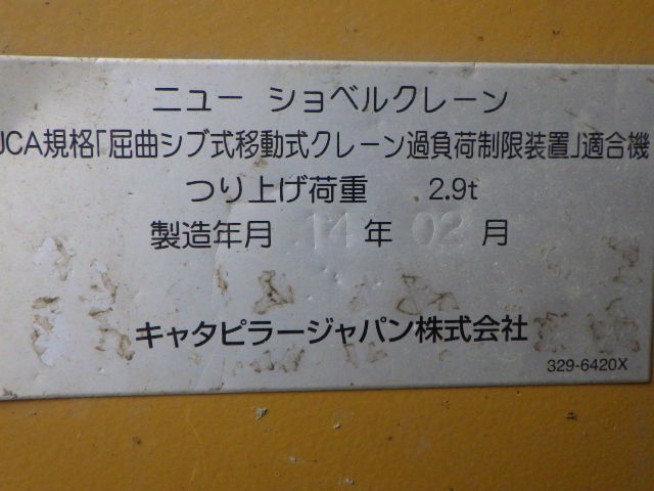 ニュー ショベルクレーン
JCA規格「屈曲ジブ式移動式クレーン過負荷制限装置」適合機
つり上げ荷重 2.9t
製造年月 14 年 02 月
キャタピラージャパン株式会社
329-6420X